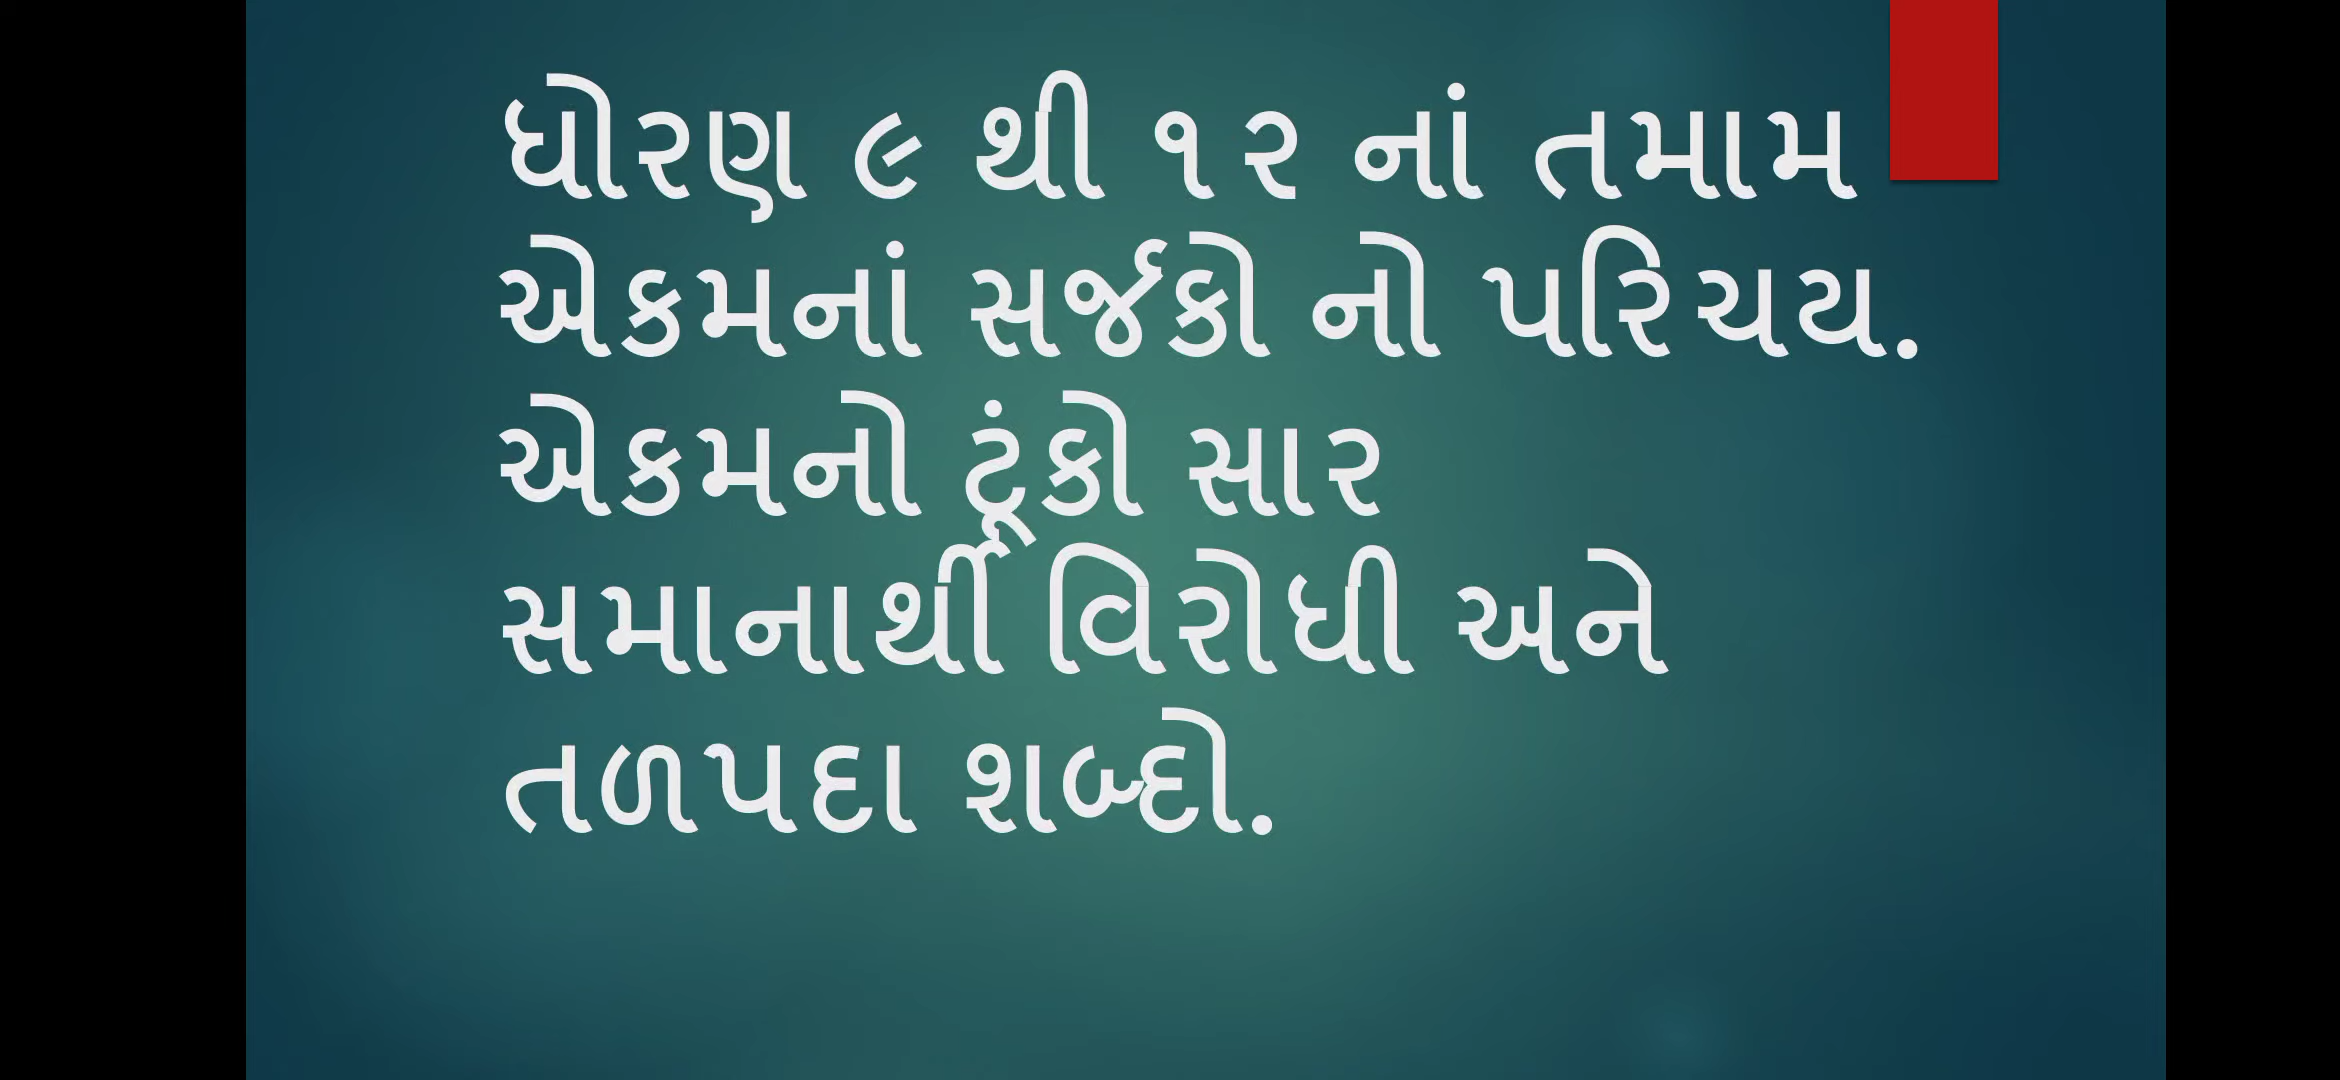 ધોરણ ૯ થી ૧૨ નાં તમામ
એકમનાં સર્જકો નો પરિચય.
એકમનો ટૂંકો સાર
સમાનાર્થી વિરોધી અને
તળપદા શબ્દો.